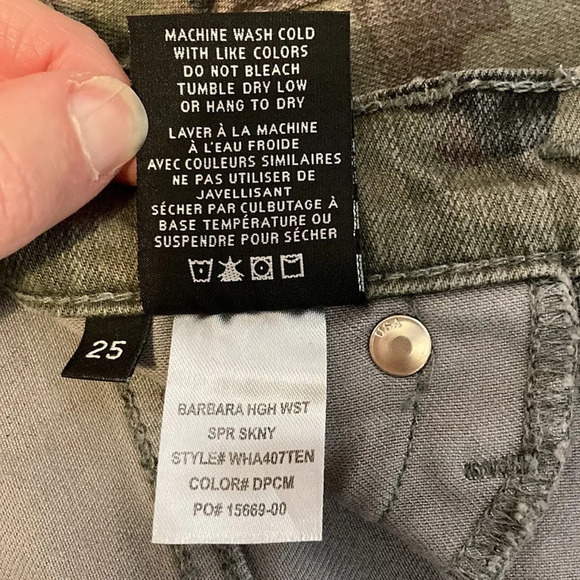 MACHINE WASH COLD
WITH LIKE COLORS
DO NOT BLEACH
TUMBLE DRY LOW
OR HANG TO DRY
LAVER À LA MACHINE
À L'EAU FROIDE
AVEC COULEURS SIMILAIRES
NE PAS UTILISER DE
JAVELLISANT
SÉCHER PAR CULBUTAGE À
BASE TEMPÉRATURE OU
SUSPENDRE POUR SÉCHER
USA
25
BARBARA HGH WST
SPR SKNY
STYLE# WHA407TEN
COLOR# DPCM
PO# 15669-00